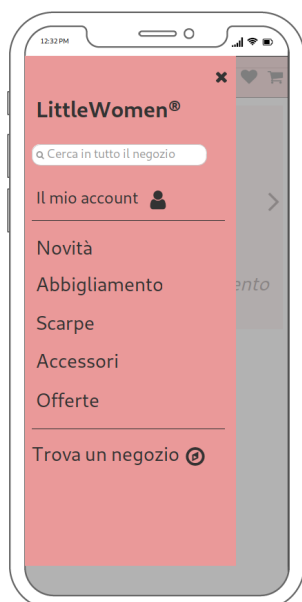 12:32 PM
LittleWomen®
Cerca in tutto il negozio
Il mio account
Novità
Abbigliamento
ento
Scarpe
Accessori
Offerte
Trova un negozio